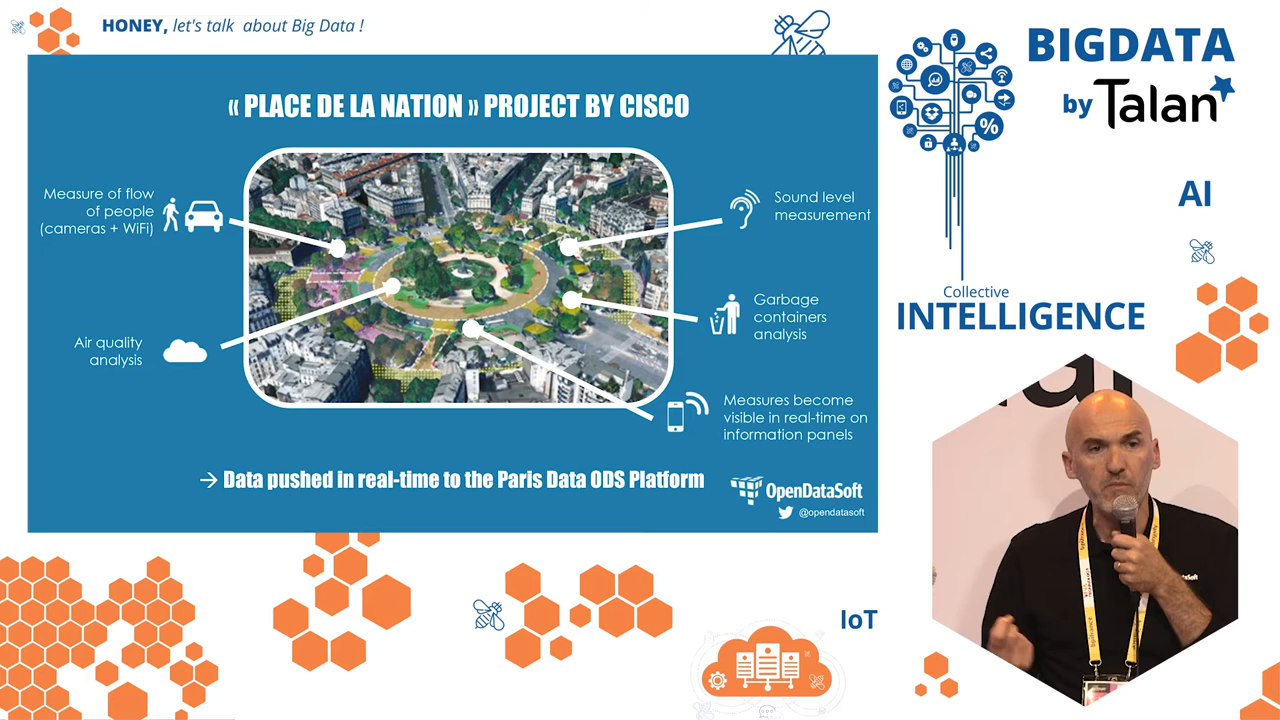 HONEY, let's talk about Big Data !
« PLACE DE LA NATION » PROJECT BY CISCO
Measure of flow
of people
(cameras + WiFi)
Air quality
analysis
Sound level
measurement
Garbage
containers
analysis
Measures become
visible in real-time on
information panels
→ Data pushed in real-time to the Paris Data ODS Platform
OpenDataSoft
@opendatasoft
BIGDATA
by Talan
%
AI
Collective
INTELLIGENCE
IoT